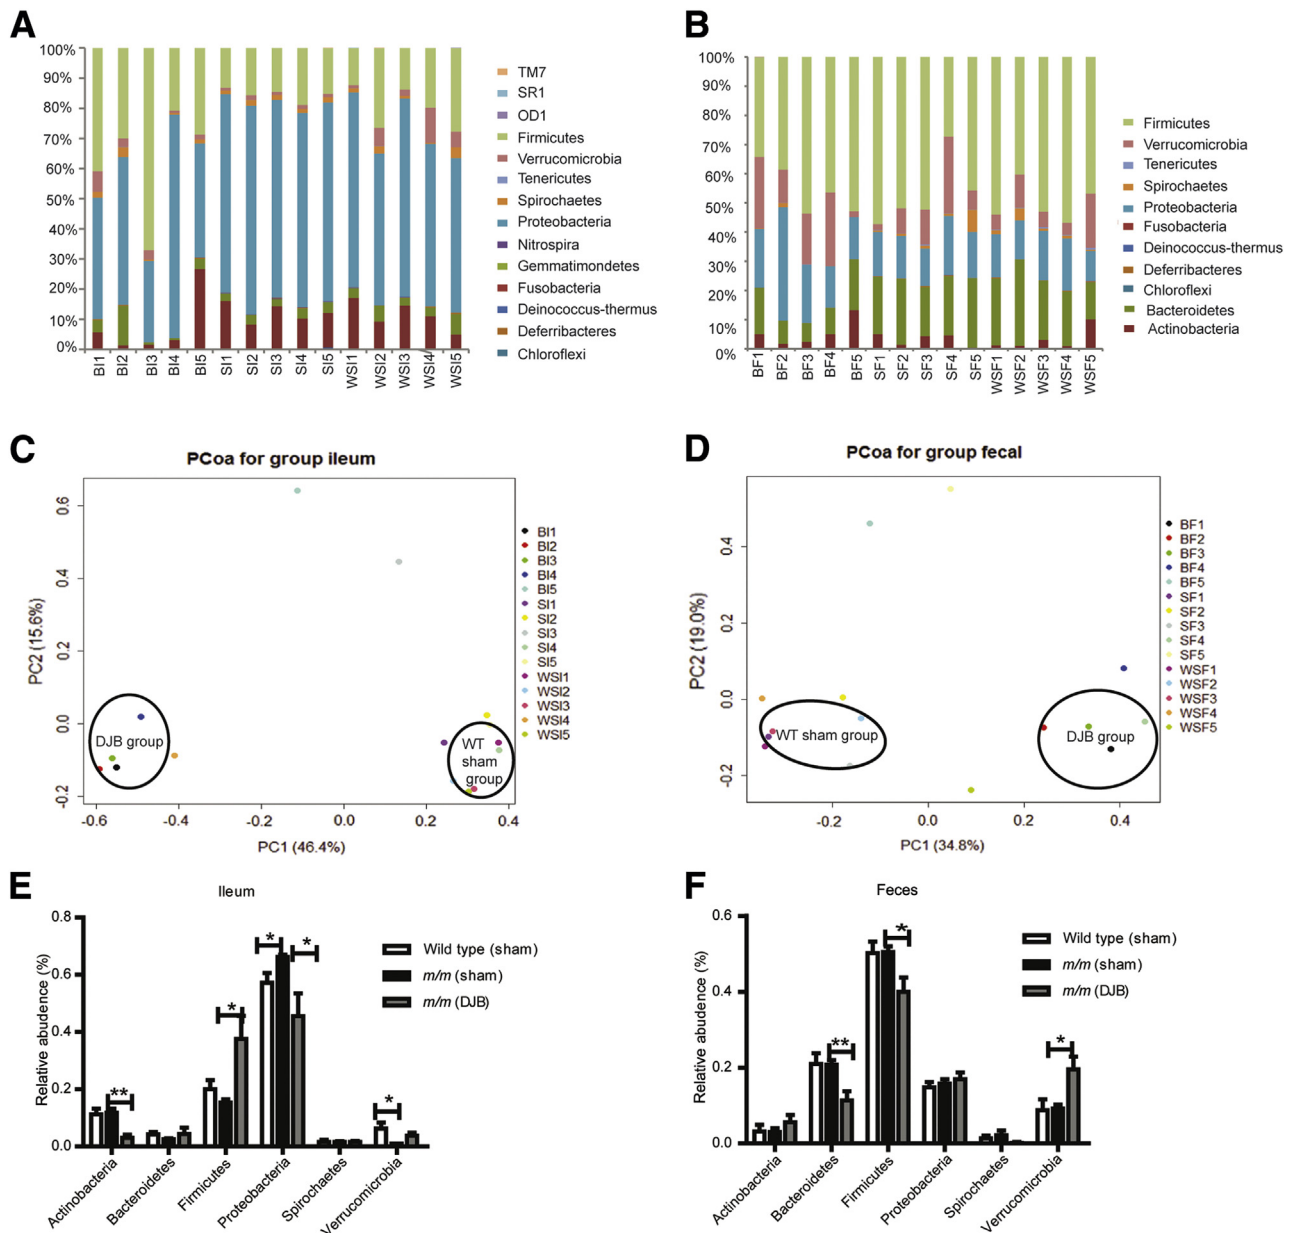 A
100%
90%
80%
70%
60%
50%
40%
30%
20%
10%
0%
BI1
BI2
BI3
BI4
BI5
SI1
SI2
SI3
SI4
SI5
WSI1
WSI2
WSI3
WSI4
WSI5
TM7
SR1
OD1
Firmicutes
Verrucomicrobia
Tenericutes
Spirochaetes
Proteobacteria
Nitrospira
Gemmatimondetes
Fusobacteria
Deinococcus-thermus
Deferribacteres
Chloroflexi
B
100%
90%
80%
70%
60%
50%
40%
30%
20%
10%
0%
BF1
BF2
BF3
BF4
BF5
SF1
SF2
SF3
SF4
SF5
WSF1
WSF2
WSF3
WSF4
WSF5
Firmicutes
Verrucomicrobia
Tenericutes
Spirochaetes
Proteobacteria
Fusobacteria
Deinococcus-thermus
Deferribacteres
Chloroflexi
Bacteroidetes
Actinobacteria
C
PCoa for group ileum
PC2 (15.6%)
0.6
0.4
0.2
0.0
-0.2
DJB group
WT
sham
group
-0.6
-0.4
-0.2
0.0
0.2
0.4
PC1 (46.4%)
BI1
BI2
BI3
BI4
BI5
SI1
SI2
SI3
SI4
SI5
WSI1
WSI2
WSI3
WSI4
WSI5
D
PCoa for group fecal
PC2 (19.0%)
0.4
0.2
0.0
-0.2
WT sham group
DJB group
-0.2
0.0
0.2
0.4
PC1 (34.8%)
BF1
BF2
BF3
BF4
BF5
SF1
SF2
SF3
SF4
SF5
WSF1
WSF2
WSF3
WSF4
WSF5
E
Ileum
Relative abudence (%)
0.8
0.6
0.4
0.2
0.0
**
*
*
*
*
Wild type (sham)
m/m (sham)
m/m (DJB)
Actinobacteria
Bacteroidetes
Firmicutes
Proteobacteria
Spirochaetes
Verrucomicrobia
F
Feces
Relative abudence (%)
0.6
0.4
0.2
0.0
**
*
*
Wild type (sham)
m/m (sham)
m/m (DJB)
Actinobacteria
Bacteroidetes
Firmicutes
Proteobacteria
Spirochaetes
Verrucomicrobia